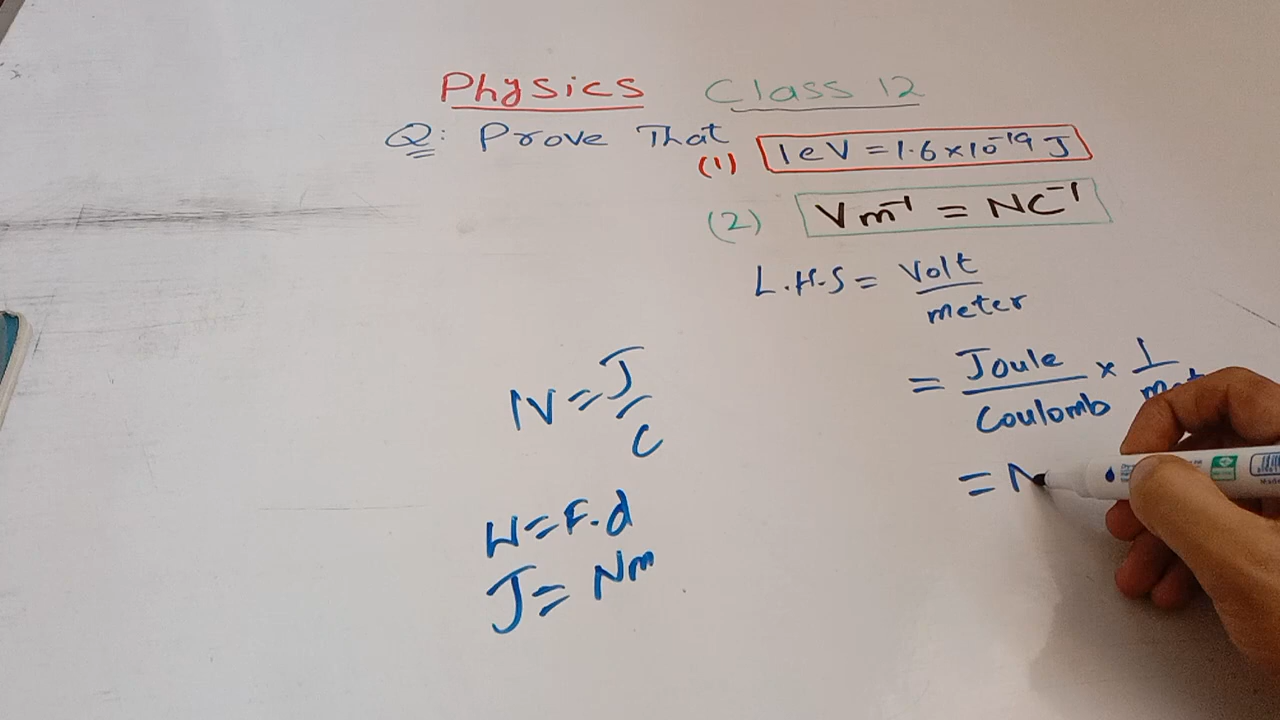 Physics Class 12
Q: Prove That
(1) 1eV = 1.6×10⁻¹⁹ J
(2) Vm⁻¹ = NC⁻¹
L.H.S = Volt
meter
= Joule × 1
Coulomb
= N
V = J
C
W = F.d
J = Nm